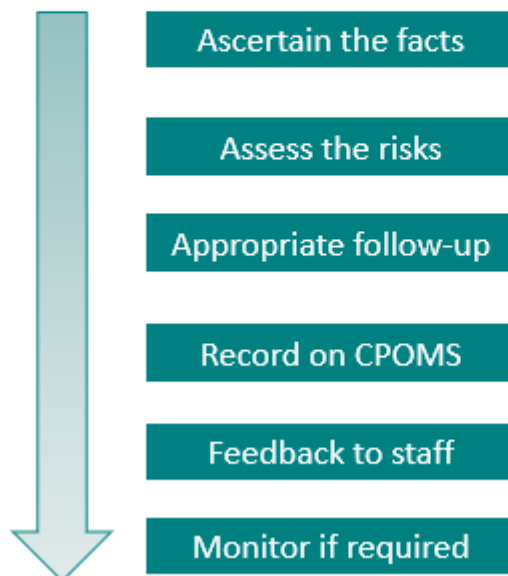 Ascertain the facts
Assess the risks
Appropriate follow-up
Record on CPOMS
Feedback to staff
Monitor if required